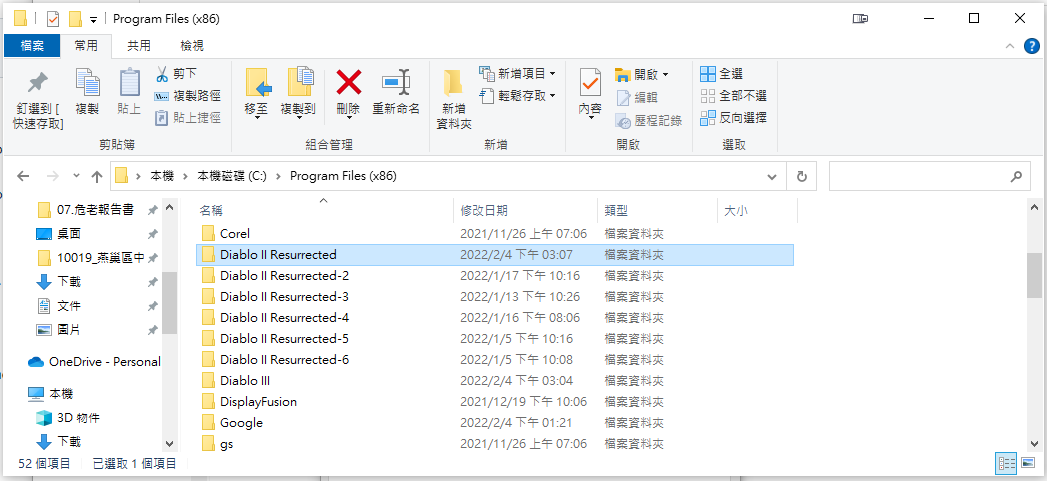 Program Files (x86)
檔案 常用 共用 檢視
釘選到 [
快速存取]
複製
貼上
剪下
複製路徑
貼上捷徑
剪貼簿
移至
複製到
刪除
重新命名
組合管理
新增
資料夾
新增項目
輕鬆存取
新增
內容
開啟
編輯
歷程記錄
開啟
全選
全部不選
反向選擇
選取
本機 > 本機磁碟 (C:) > Program Files (x86)
07.危老報告書
桌面
10019_燕巢區中
下載
文件
圖片
OneDrive - Personal
本機
3D 物件
下載
名稱 修改日期 類型 大小
Corel 2021/11/26 上午 07:06 檔案資料夾
Diablo II Resurrected 2022/2/4 下午 03:07 檔案資料夾
Diablo II Resurrected-2 2022/1/17 下午 10:16 檔案資料夾
Diablo II Resurrected-3 2022/1/13 下午 10:26 檔案資料夾
Diablo II Resurrected-4 2022/1/16 下午 08:06 檔案資料夾
Diablo II Resurrected-5 2022/1/5 下午 10:16 檔案資料夾
Diablo II Resurrected-6 2022/1/5 下午 10:08 檔案資料夾
Diablo III 2022/2/4 下午 03:04 檔案資料夾
DisplayFusion 2021/12/19 下午 10:06 檔案資料夾
Google 2022/2/4 下午 01:21 檔案資料夾
gs 2021/11/26 上午 07:06 檔案資料夾
52 個項目 已選取 1 個項目